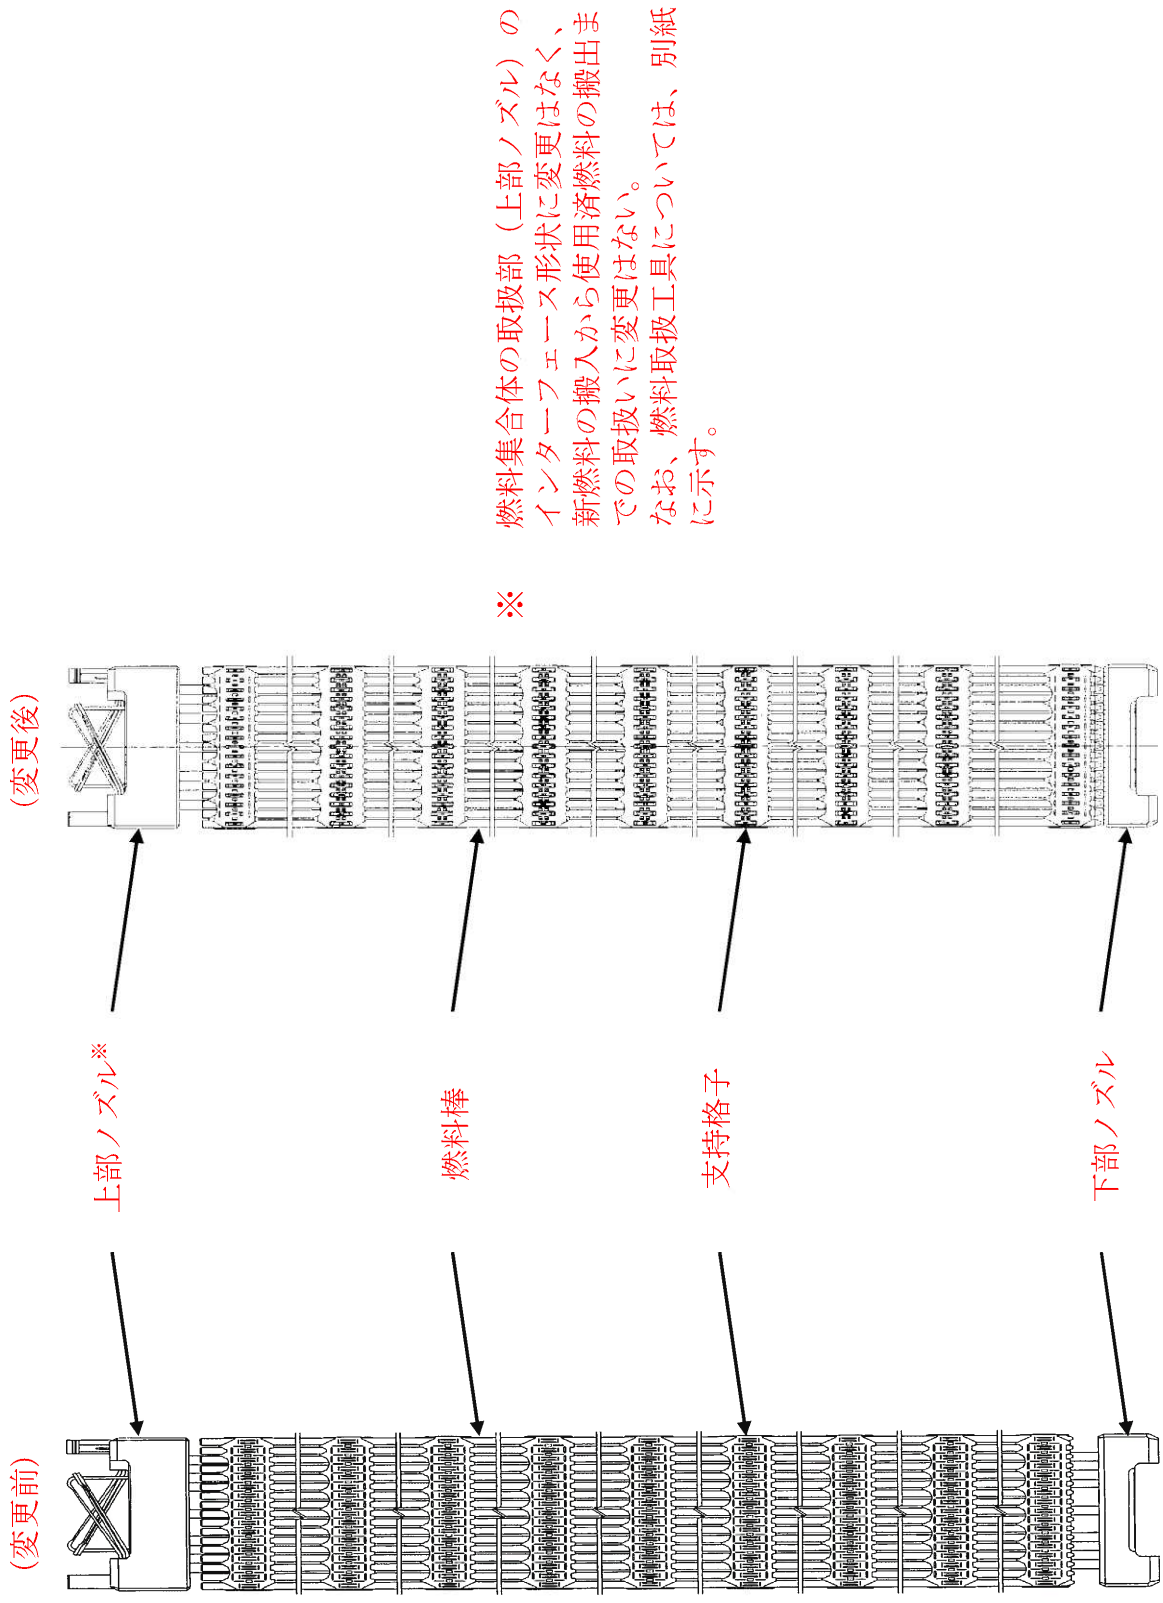 (変更前)
(変更後)
上部ノズル※
燃料棒
支持格子
下部ノズル
※ 燃料集合体の取扱部（上部ノズル）の
インターフェース形状に変更はなく、
新燃料の搬入から使用済燃料の搬出ま
での取扱いに変更はない。
なお、燃料取扱工具については、別紙
に示す。